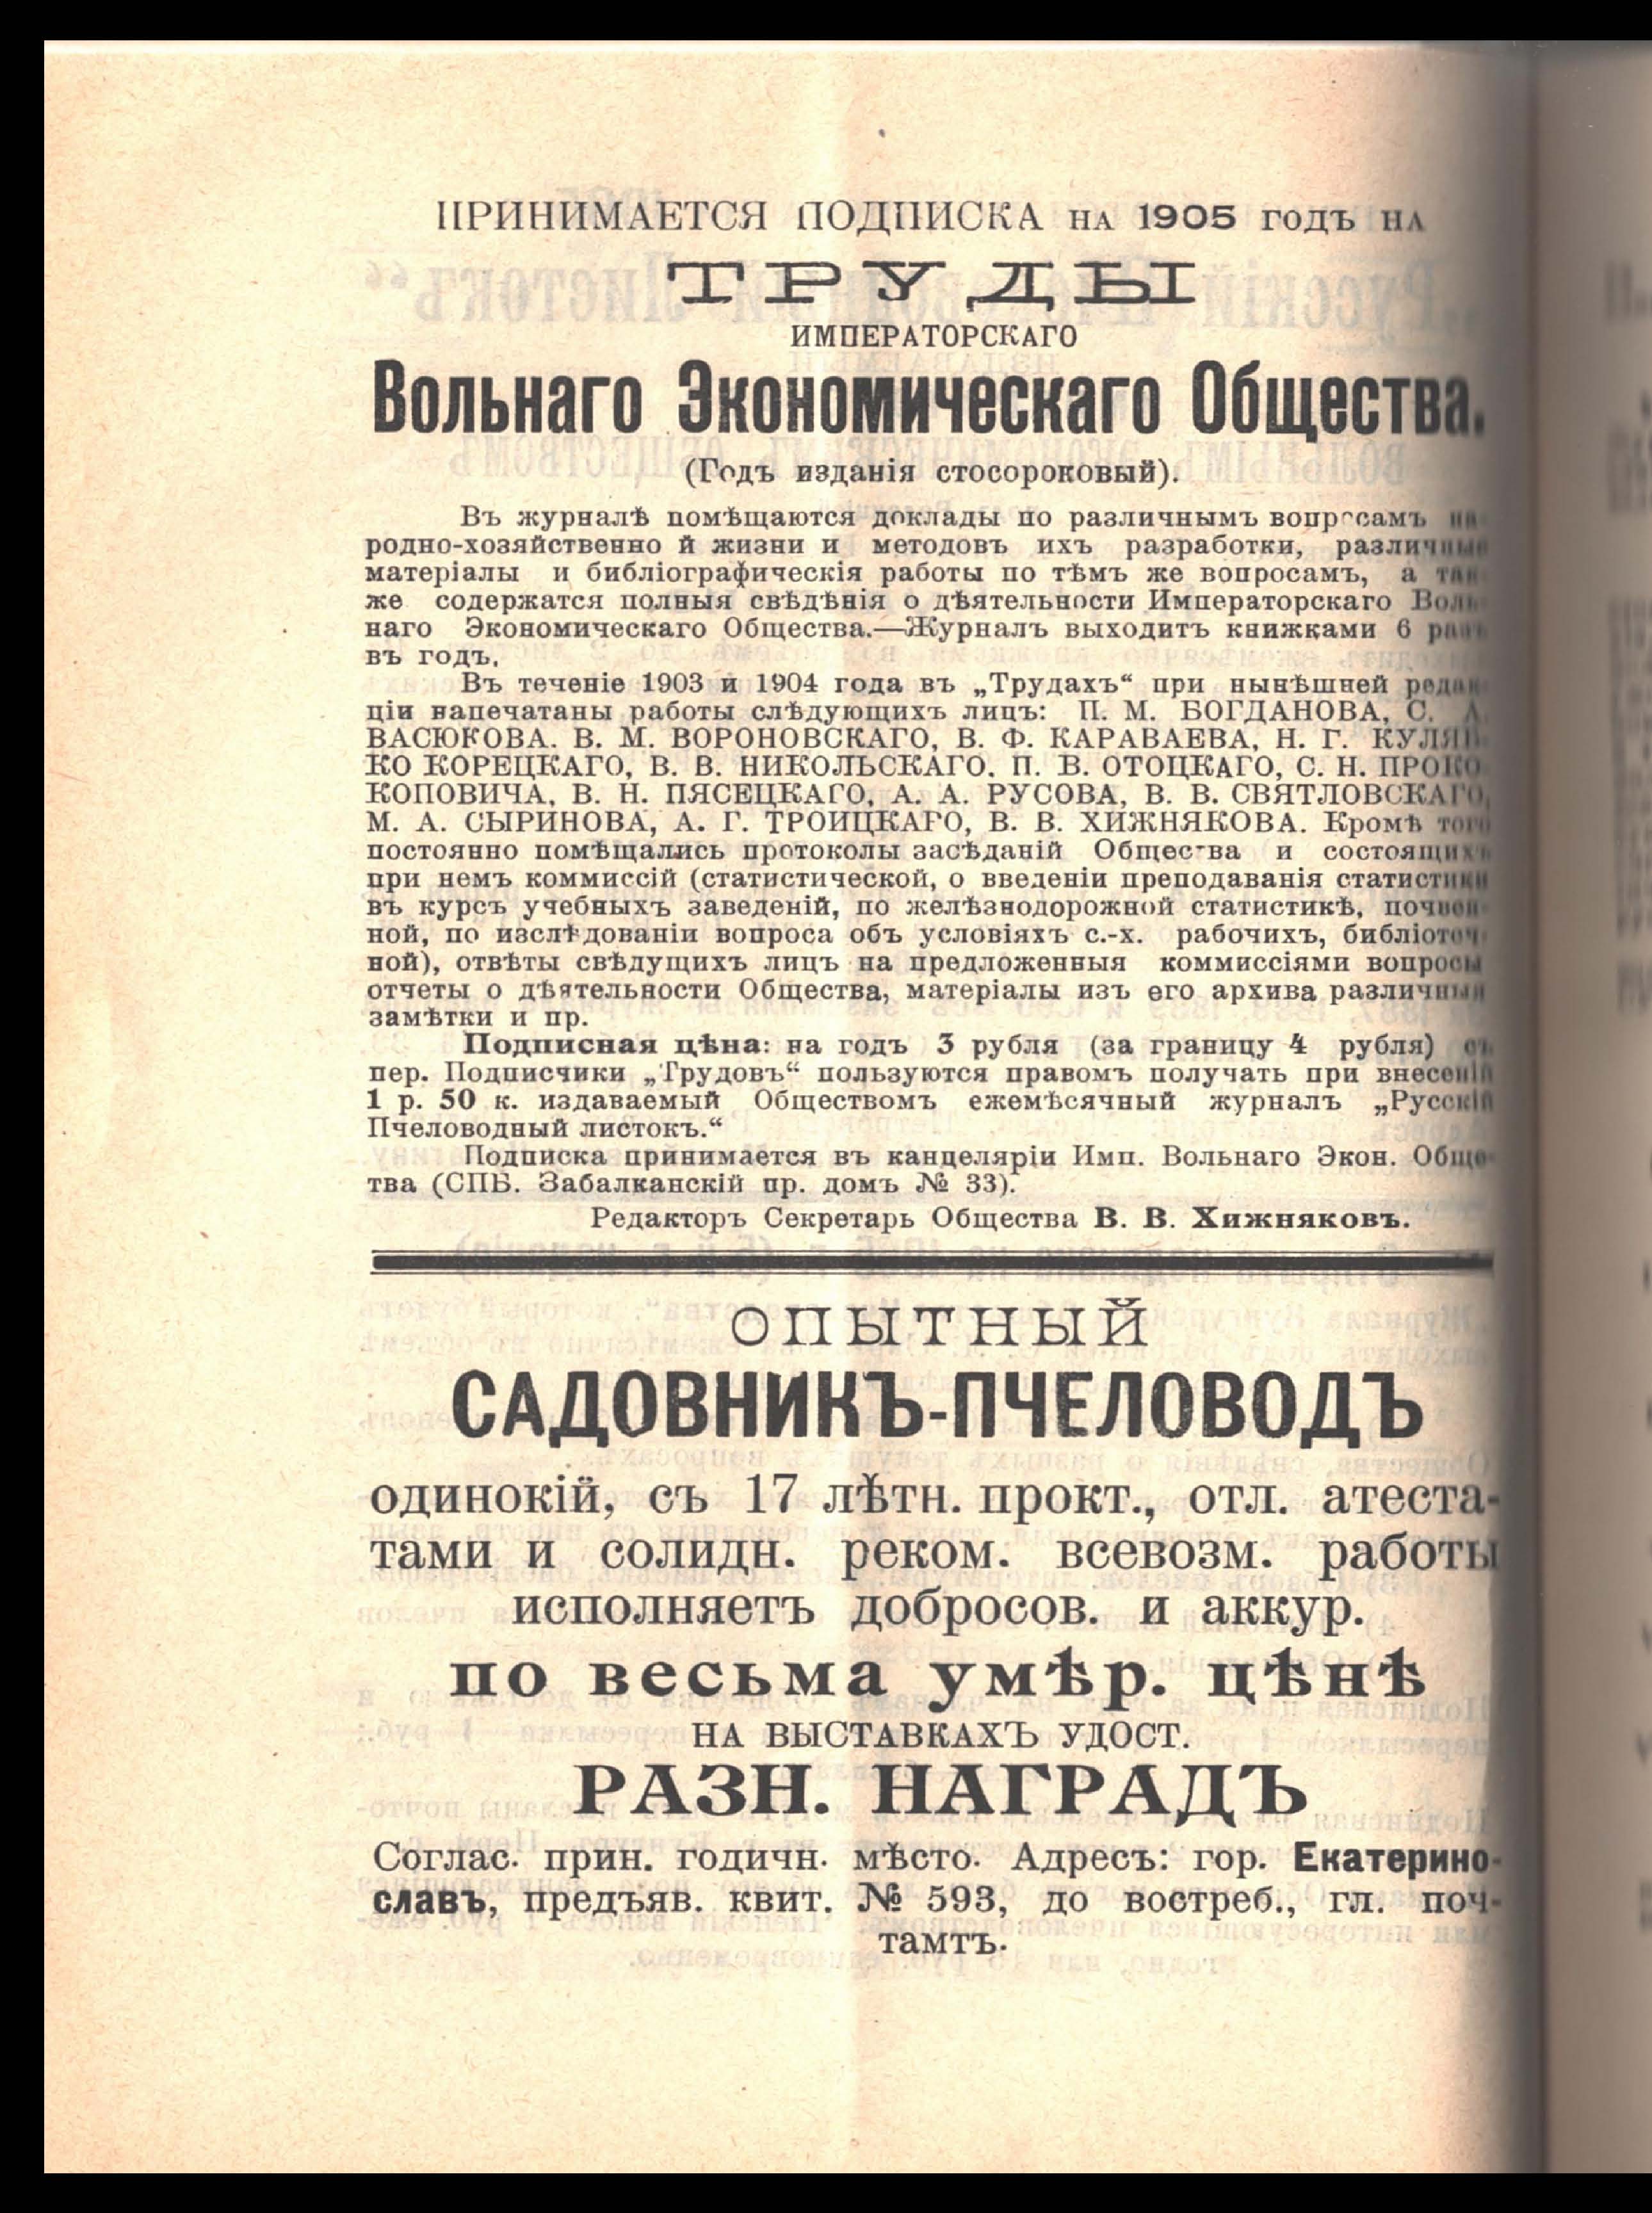 ПРИНИМАЕТСЯ ПОДПИСКА НА 1905 ГОДЪ НА
ТРУДЫ
ИМПЕРАТОРСКАГО
Вольнаго Экономическаго Общества.
(Годъ изданія стосороковый).
Въ журналѣ помѣщаются доклады по различнымъ вопросамъ на-
родно-хозяйственно й жизни и методовъ ихъ разработки, различные
матеріалы и библіографическія работы по тѣмъ же вопросамъ, а так-
же содержатся полныя свѣдѣнія о дѣятельности Императорскаго Воль-
наго Экономическаго Общества.—Журналъ выходитъ книжками 6 разъ
въ годъ.
Въ теченіе 1903 и 1904 года въ „Трудахъ“ при нынѣшней редак-
ціи напечатаны работы слѣдующихъ лицъ: П. М. БОГДАНОВА, С. А.
ВАСЮКОВА. В. М. ВОРОНОВСКАГО, В. Ф. КАРАВАЕВА, Н. Г. КУЛЯБ-
КО КОРЕЦКАГО, В. В. НИКОЛЬСКАГО. П. В. ОТОЦКАГО, С. Н. ПРОКО-
КОПОВИЧА, В. Н. ПЯСЕЦКАГО, А. А. РУСОВА, В. В. СВЯТЛОВСКАГО,
М. А. СЫРИНОВА, А. Г. ТРОИЦКАГО, В. В. ХИЖНЯКОВА. Кромѣ того
постоянно помѣщались протоколы засѣданій Общества и состоящихъ
при немъ коммиссій (статистической, о введеніи преподаванія статистики
въ курсъ учебныхъ заведеній, по желѣзнодорожной статистикѣ, почвен-
ной, по изслѣдованіи вопроса объ условіяхъ с.-х. рабочихъ, библіотеч-
ной), отвѣты свѣдущихъ лицъ на предложенныя коммиссіями вопросы
отчеты о дѣятельности Общества, матеріалы изъ его архива различныя
замѣтки и пр.
Подписная цѣна: на годъ 3 рубля (за границу 4 рубля) съ
пер. Подписчики „Трудовъ“ пользуются правомъ получать при внесеніи
1 р. 50 к. издаваемый Обществомъ ежемѣсячный журналъ „Русскій
Пчеловодный листокъ.“
Подписка принимается въ канцеляріи Имп. Вольнаго Экон. Обще-
тва (СПБ. Забалканскій пр. домъ № 33).
Редакторъ Секретарь Общества В. В. Хижняковъ.
ОПЫТНЫЙ
САДОВНИКЪ-ПЧЕЛОВОДЪ
одинокій, съ 17 лѣтн. прокт., отл. атеста-
тами и солидн. реком. всевозм. работы
исполняетъ добросов. и аккур.
по весьма умѣр. цѣнѣ
НА ВЫСТАВКАХЪ УДОСТ.
РАЗН. НАГРАДЪ
Соглас. прин. годичн. мѣсто. Адресъ: гор. Екатерино-
славъ, предъяв. квит. № 593, до востреб., гл. поч-
тамтъ.